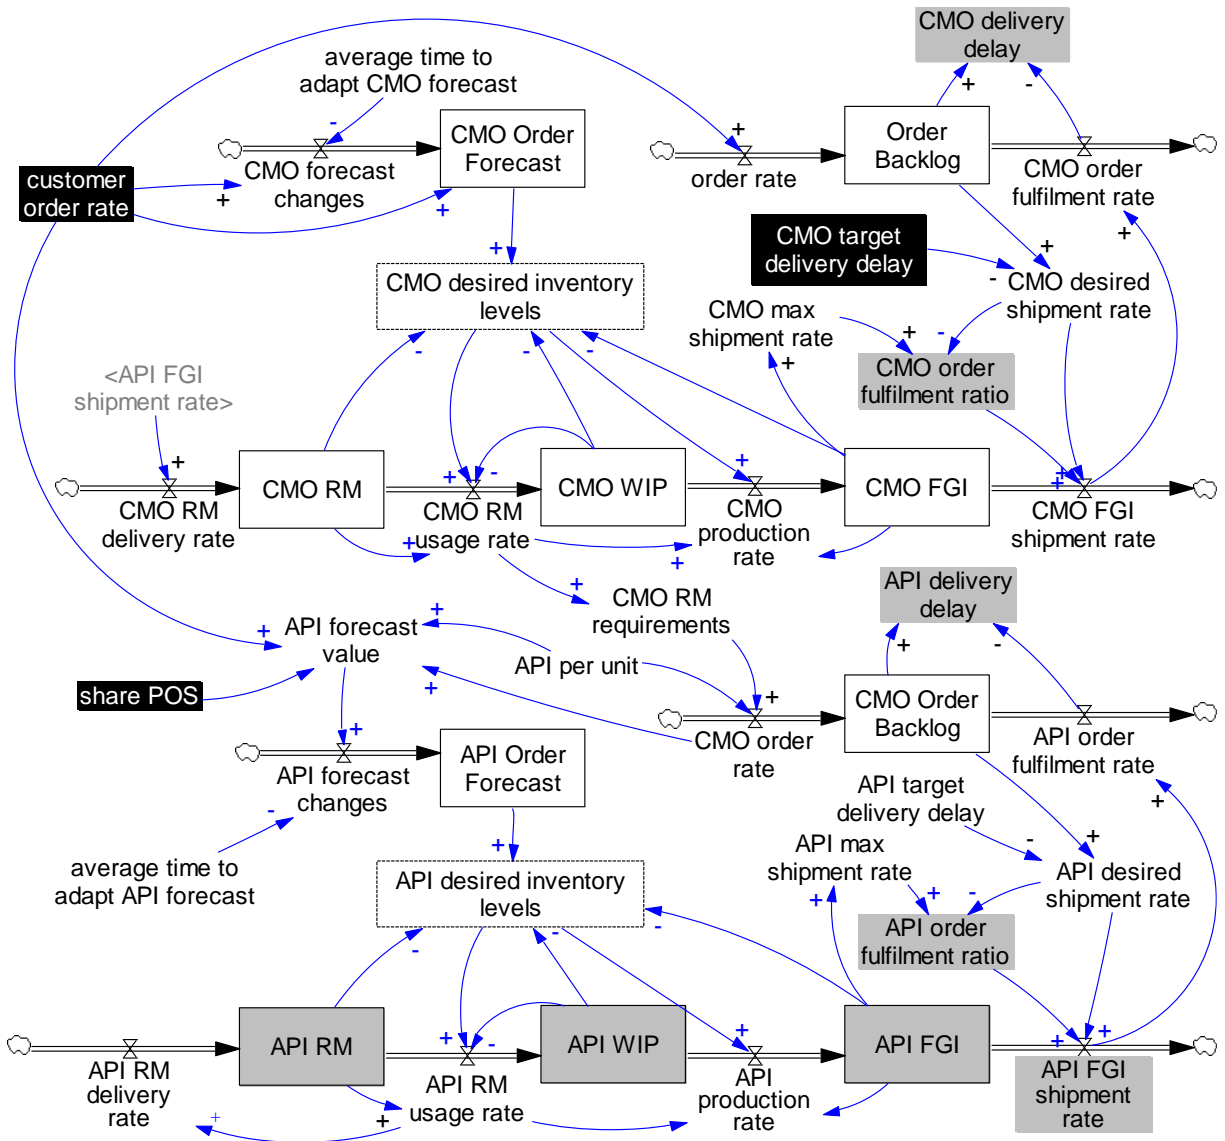 CMO delivery
delay
average time to
adapt CMO forecast
+
-
-
+
CMO Order
Forecast
Order
Backlog
CMO forecast
changes
order rate
CMO order
fulfilment rate
customer
order rate
+
+
+
CMO target
delivery delay
+
+
-
CMO desired
shipment rate
CMO desired inventory
levels
CMO max
shipment rate
+
-
-
-
-
+
CMO order
fulfilment ratio
<API FGI
shipment rate>
+
+
-
+
+
+
CMO RM
CMO WIP
CMO FGI
CMO RM
delivery rate
CMO RM
usage rate
CMO
production
rate
CMO FGI
shipment rate
+
+
+
API delivery
delay
CMO RM
requirements
+
+
API forecast
value
+
-
API per unit
+
share POS
+
CMO Order
Backlog
+
CMO order
rate
API order
fulfilment rate
API forecast
changes
API Order
Forecast
-
API target
delivery delay
+
+
-
+
API max
shipment rate
average time to
adapt API forecast
API desired
shipment rate
API desired inventory
levels
+
+
-
-
-
-
API order
fulfilment ratio
+
-
+
+
+
API RM
API WIP
API FGI
API RM
delivery
rate
API RM
usage rate
API
production
rate
API FGI
shipment
rate
+
+